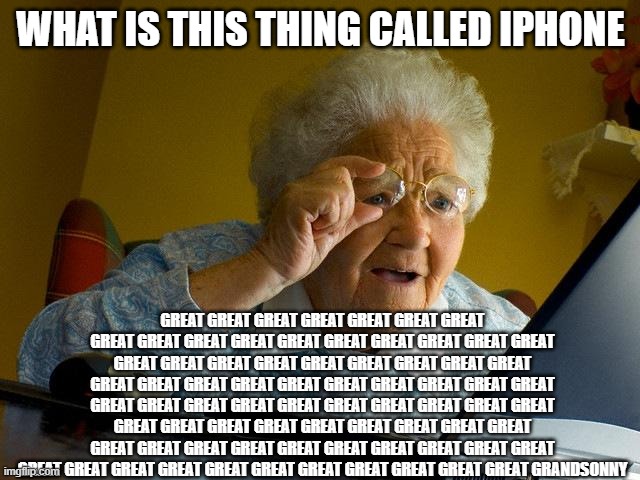 WHAT IS THIS THING CALLED IPHONE
GREAT GREAT GREAT GREAT GREAT GREAT GREAT
GREAT GREAT GREAT GREAT GREAT GREAT GREAT GREAT GREAT GREAT
GREAT GREAT GREAT GREAT GREAT GREAT GREAT GREAT GREAT
GREAT GREAT GREAT GREAT GREAT GREAT GREAT GREAT GREAT GREAT
GREAT GREAT GREAT GREAT GREAT GREAT GREAT GREAT GREAT GREAT
GREAT GREAT GREAT GREAT GREAT GREAT GREAT GREAT GREAT
GREAT GREAT GREAT GREAT GREAT GREAT GREAT GREAT GREAT GREAT
GREAT GREAT GREAT GREAT GREAT GREAT GREAT GREAT GREAT GREAT GREAT GRANDSONNY
imgflip.com